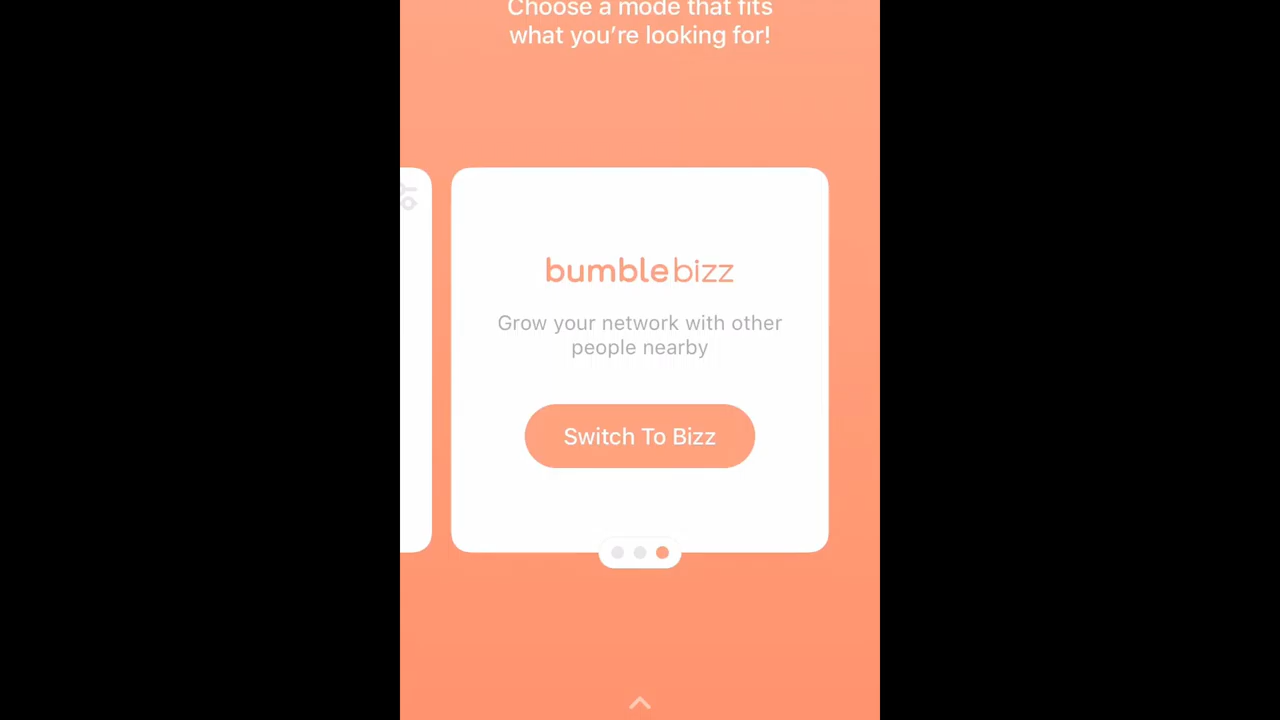 Choose a mode that fits
what you’re looking for!
bumble bizz
Grow your network with other
people nearby
Switch To Bizz